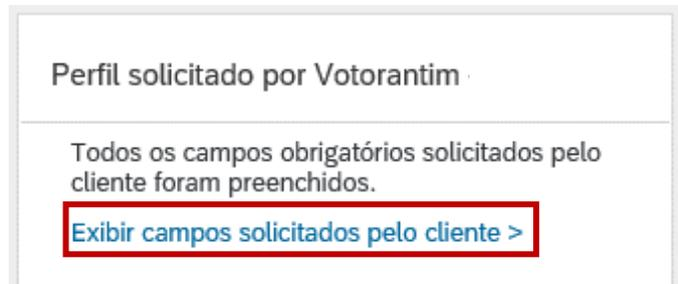 Perfil solicitado por Votorantim
Todos os campos obrigatórios solicitados pelo
cliente foram preenchidos.
Exibir campos solicitados pelo cliente >